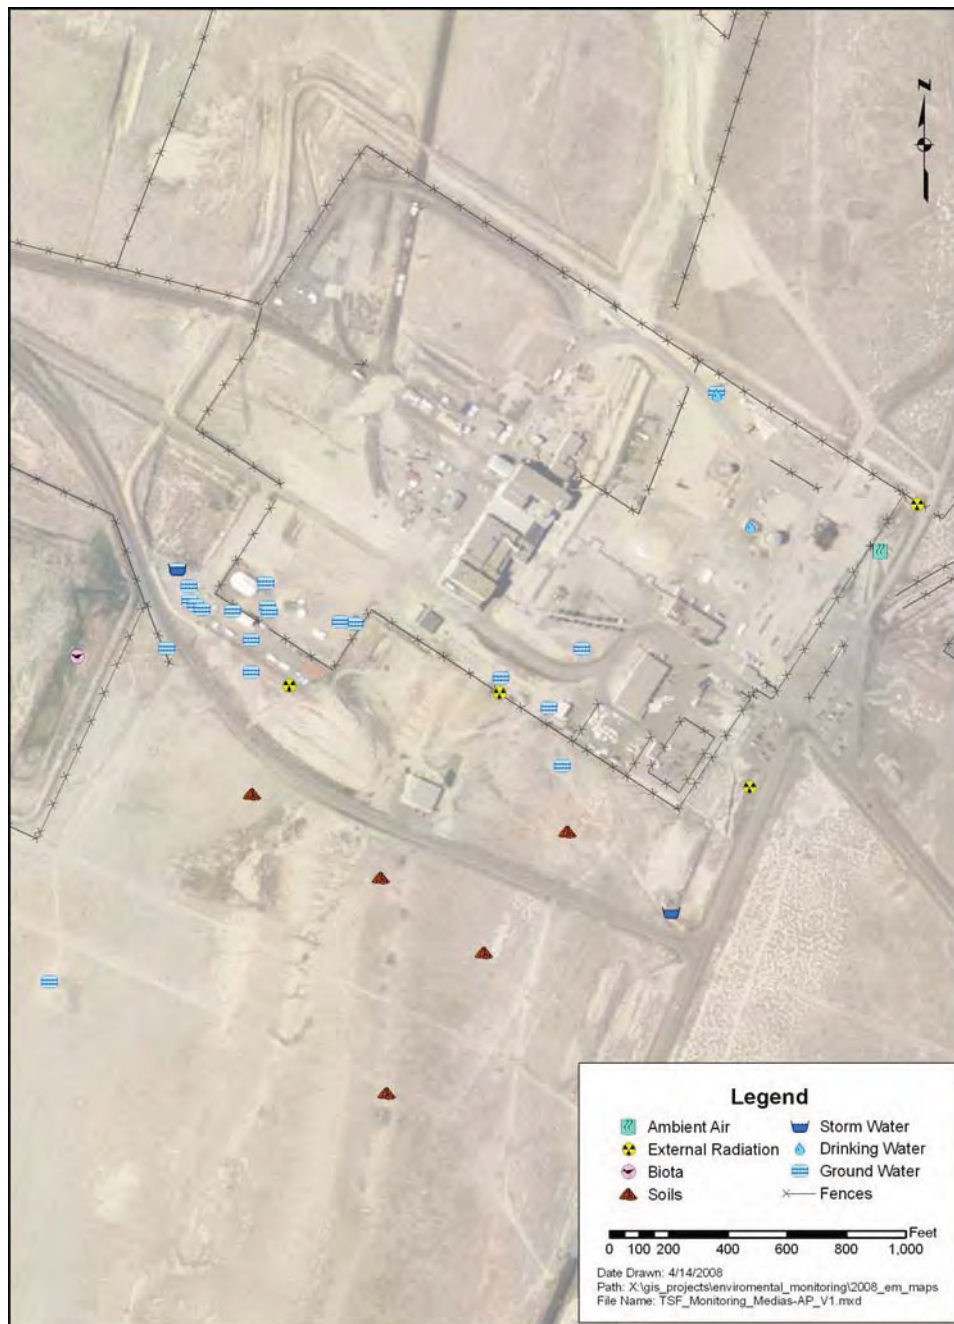 N
Legend
Ambient Air
Storm Water
External Radiation
Drinking Water
Biota
Ground Water
Soils
Fences
Feet
0 100 200 400 600 800 1,000
Date Drawn: 4/14/2008
Path: X:\gis_projects\enviromental_monitoring\2008_em_maps
File Name: TSF_Monitoring_Medias-AP_V1.mxd